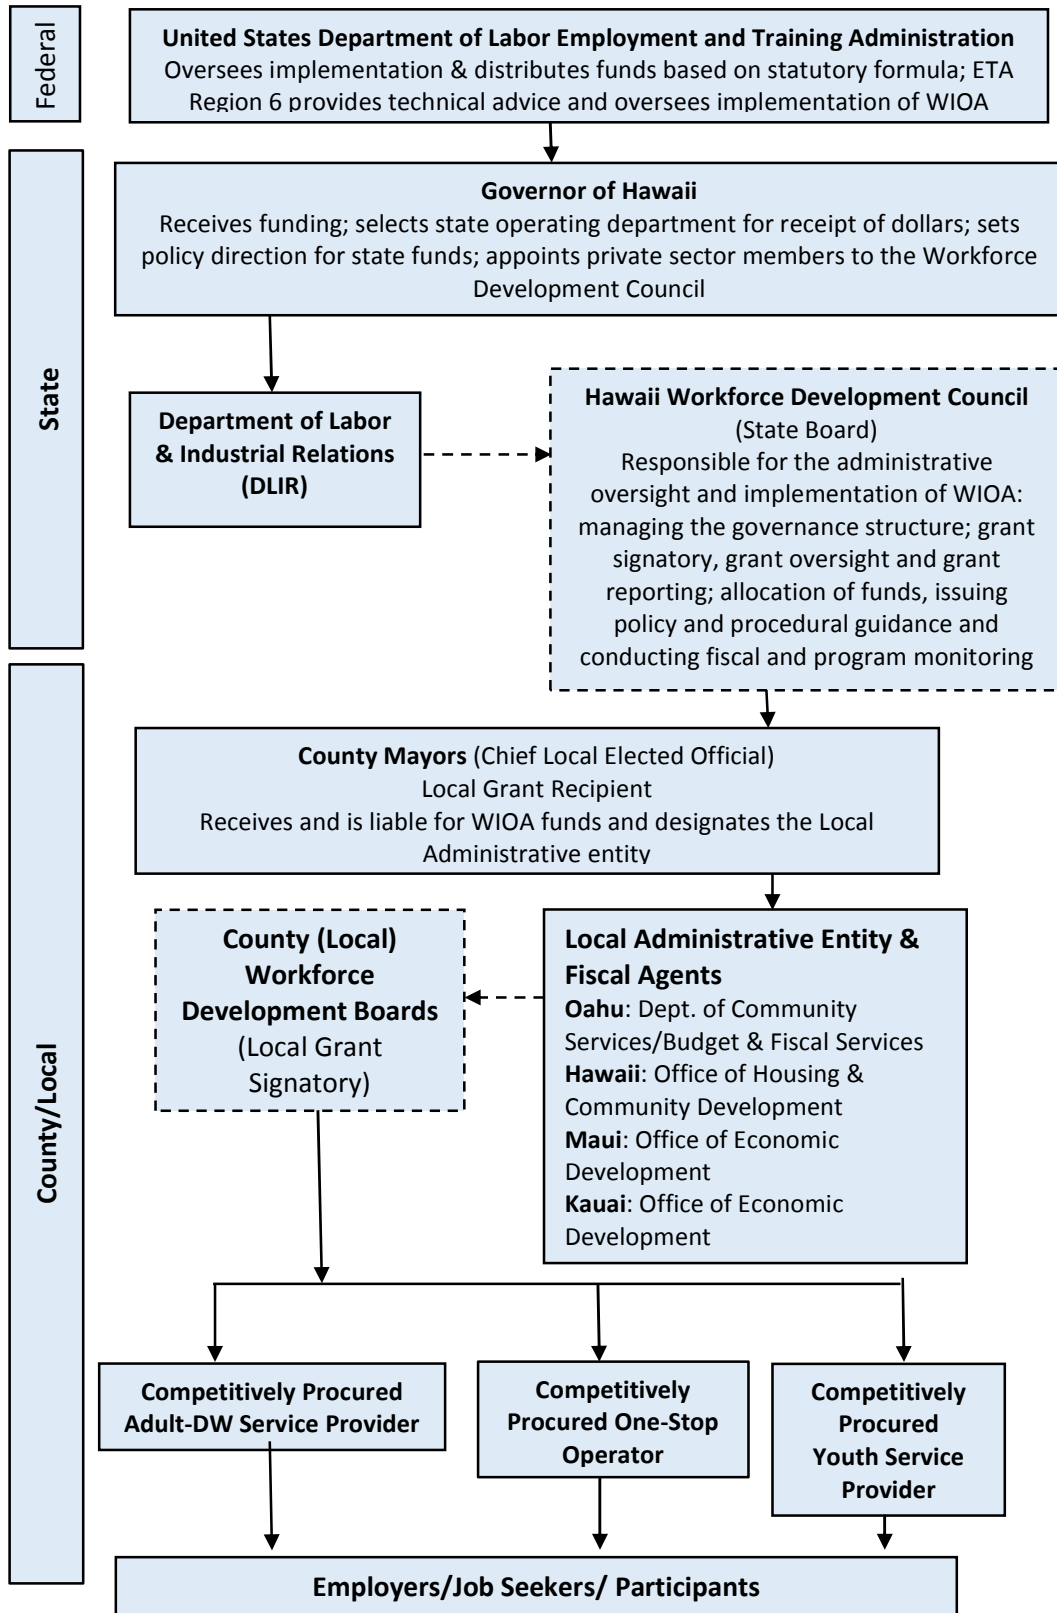 Federal
United States Department of Labor Employment and Training Administration
Oversees implementation & distributes funds based on statutory formula; ETA
Region 6 provides technical advice and oversees implementation of WIOA
State
Governor of Hawaii
Receives funding; selects state operating department for receipt of dollars; sets
policy direction for state funds; appoints private sector members to the Workforce
Development Council
Department of Labor
& Industrial Relations
(DLIR)
Hawaii Workforce Development Council
(State Board)
Responsible for the administrative
oversight and implementation of WIOA:
managing the governance structure; grant
signatory, grant oversight and grant
reporting; allocation of funds, issuing
policy and procedural guidance and
conducting fiscal and program monitoring
County/Local
County Mayors (Chief Local Elected Official)
Local Grant Recipient
Receives and is liable for WIOA funds and designates the Local
Administrative entity
County (Local)
Workforce
Development Boards
(Local Grant
Signatory)
Local Administrative Entity &
Fiscal Agents
Oahu: Dept. of Community
Services/Budget & Fiscal Services
Hawaii: Office of Housing &
Community Development
Maui: Office of Economic
Development
Kauai: Office of Economic
Development
Competitively Procured
Adult-DW Service Provider
Competitively
Procured One-Stop
Operator
Competitively
Procured
Youth Service
Provider
Employers/Job Seekers/ Participants